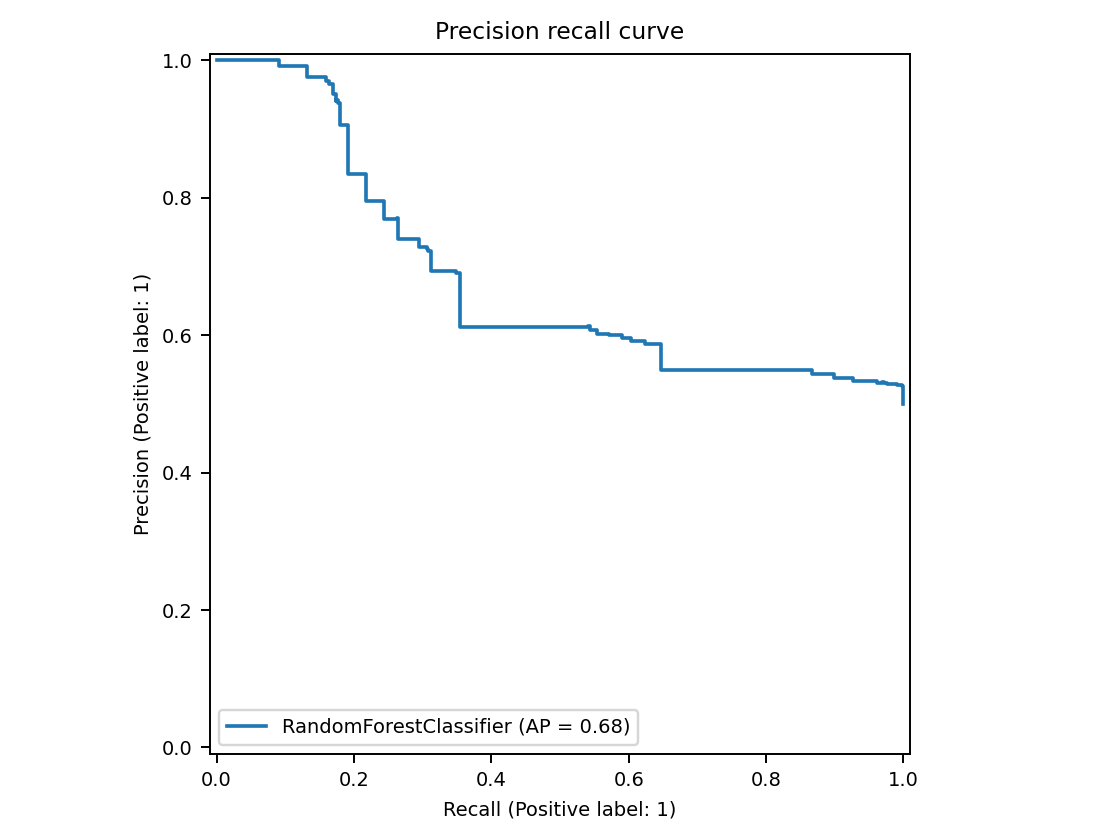 Precision recall curve
1.0
0.8
0.6
0.4
0.2
0.0
Precision (Positive label: 1)
RandomForestClassifier (AP = 0.68)
0.0 0.2 0.4 0.6 0.8 1.0
Recall (Positive label: 1)